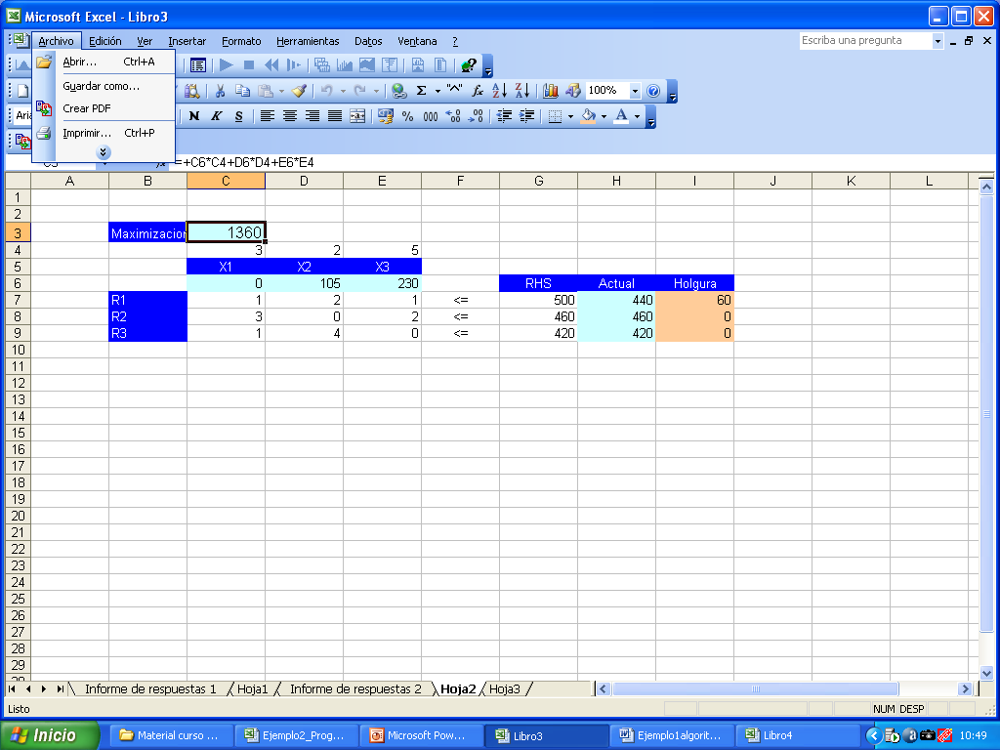 Microsoft Excel - Libro3
Archivo Edición Ver Insertar Formato Herramientas Datos Ventana ? Escriba una pregunta
Abrir... Ctrl+A
Guardar como...
Crear PDF
Imprimir... Ctrl+P
Σ fx 100%
N K S % 000
=+C6*C4+D6*D4+E6*E4
A B C D E F G H I J K L
1
2
3 Maximizacion 1360
4 3 2 5
5 X1 X2 X3
6 0 105 230 RHS Actual Holgura
7 R1 1 2 1 <= 500 440 60
8 R2 3 0 2 <= 460 460 0
9 R3 1 4 0 <= 420 420 0
10
11
12
13
14
15
16
17
18
19
20
21
22
23
24
25
26
27
28
29
Informe de respuestas 1 Hoja1 Informe de respuestas 2 Hoja2 Hoja3
Listo NUM DESP
Inicio Material curso ... Ejemplo2_Prog... Microsoft Pow... Libro3 Ejemplo1algorit... Libro4 10:49